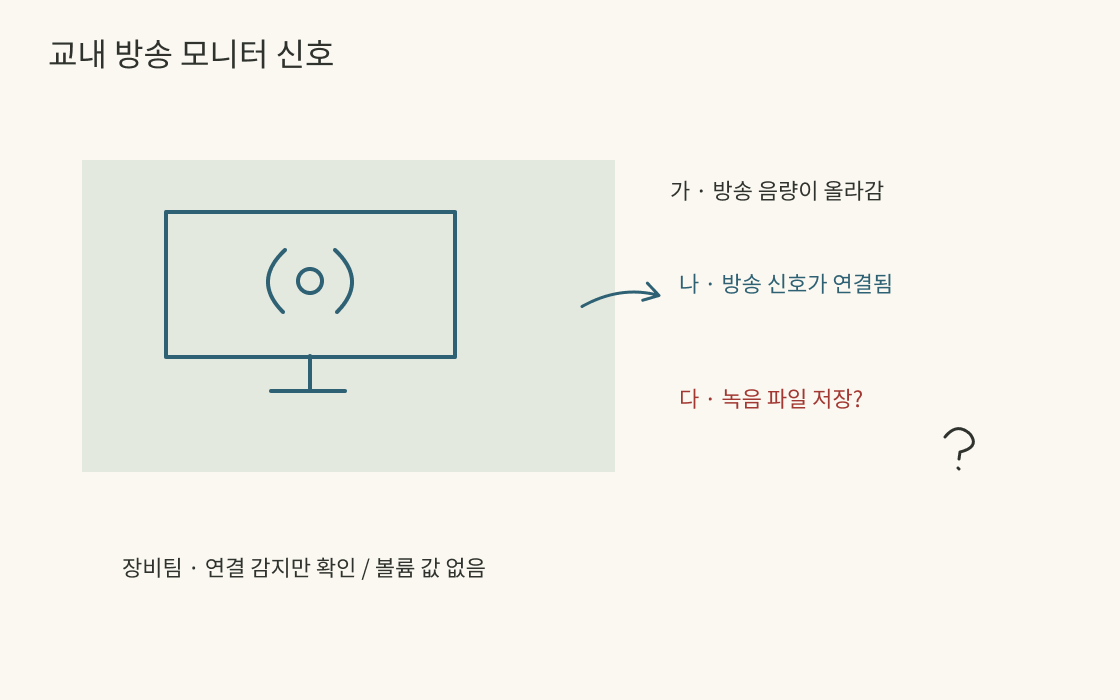 교내 방송 모니터 신호
가 · 방송 음량이 올라감
나 · 방송 신호가 연결됨
다 · 녹음 파일 저장?
?
장비팀 · 연결 감지만 확인 / 볼륨 값 없음